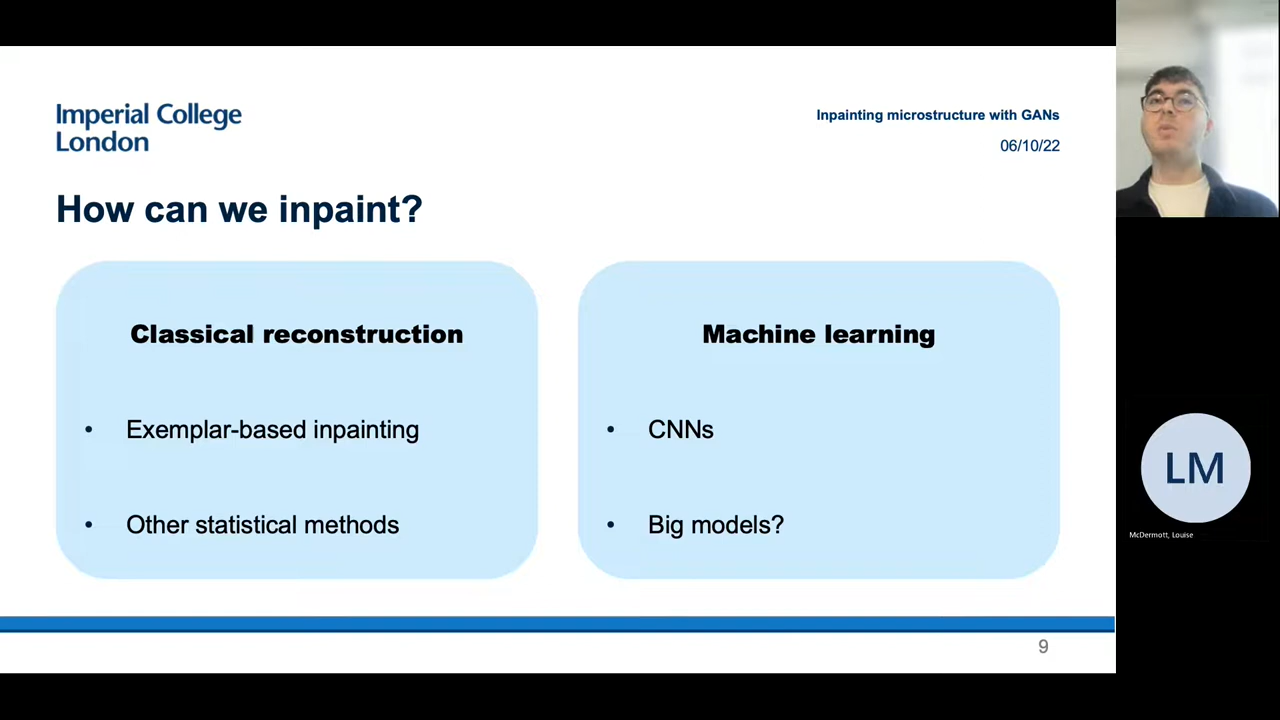 Imperial College
London
Inpainting microstructure with GANs
06/10/22
How can we inpaint?
Classical reconstruction
• Exemplar-based inpainting
• Other statistical methods
Machine learning
• CNNs
• Big models?
9
LM
McDermott, Louise